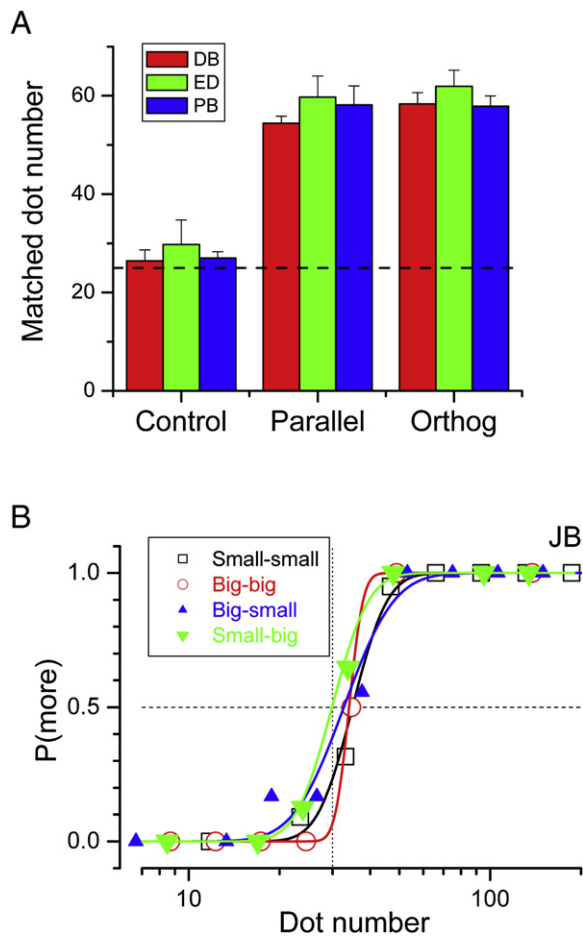 A
DB
ED
PB
Matched dot number
60
40
20
0
Control Parallel Orthog
B
JB
Small-small
Big-big
Big-small
Small-big
P(more)
1.0
0.5
0.0
10 100
Dot number